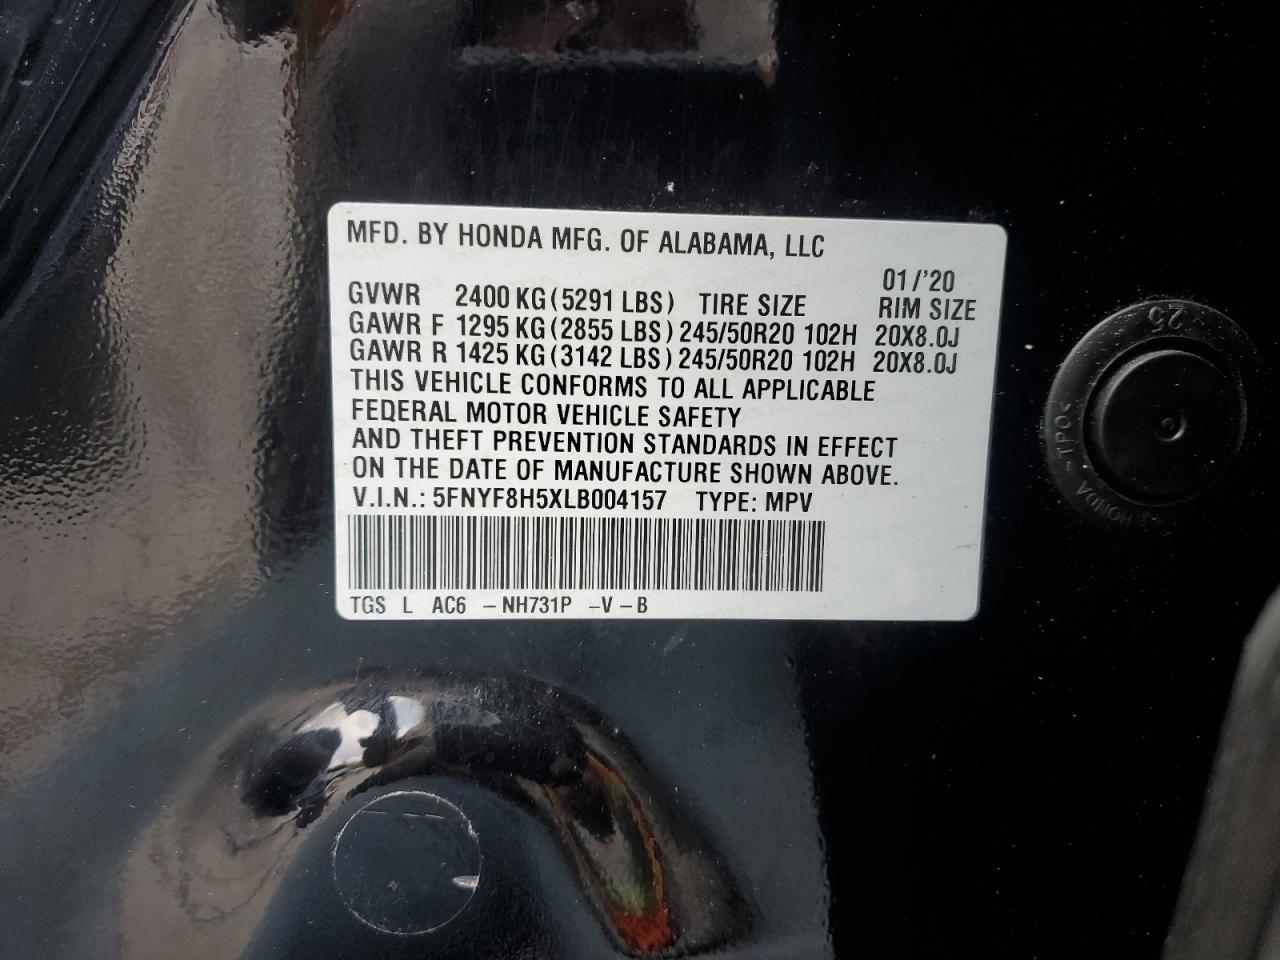 MFD. BY HONDA MFG. OF ALABAMA, LLC
01/'20
GVWR 2400 KG (5291 LBS) TIRE SIZE RIM SIZE
GAWR F 1295 KG (2855 LBS) 245/50R20 102H 20X8.0J
GAWR R 1425 KG (3142 LBS) 245/50R20 102H 20X8.0J
THIS VEHICLE CONFORMS TO ALL APPLICABLE
FEDERAL MOTOR VEHICLE SAFETY
AND THEFT PREVENTION STANDARDS IN EFFECT
ON THE DATE OF MANUFACTURE SHOWN ABOVE.
V.I.N.: 5FNYF8H5XLB004157 TYPE: MPV
TGS L AC6 -NH731P -V-B
25
HONDA >TPO<